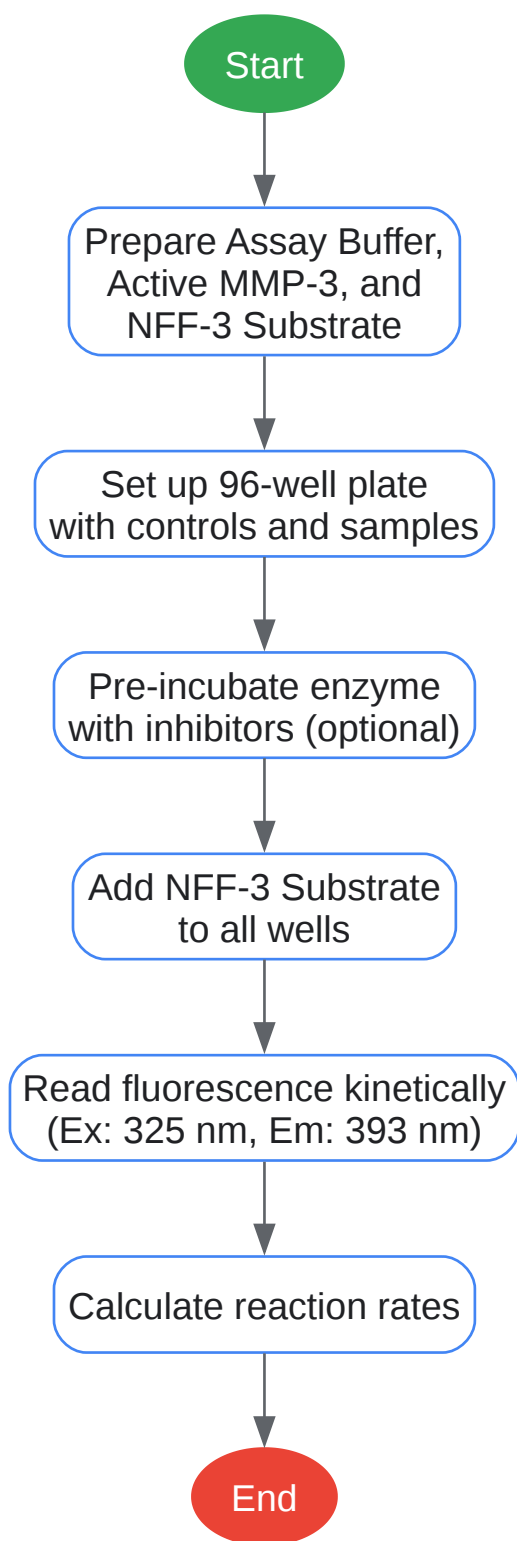 Start
Prepare Assay Buffer,
Active MMP-3, and
NFF-3 Substrate
Set up 96-well plate
with controls and samples
Pre-incubate enzyme
with inhibitors (optional)
Add NFF-3 Substrate
to all wells
Read fluorescence kinetically
(Ex: 325 nm, Em: 393 nm)
Calculate reaction rates
End